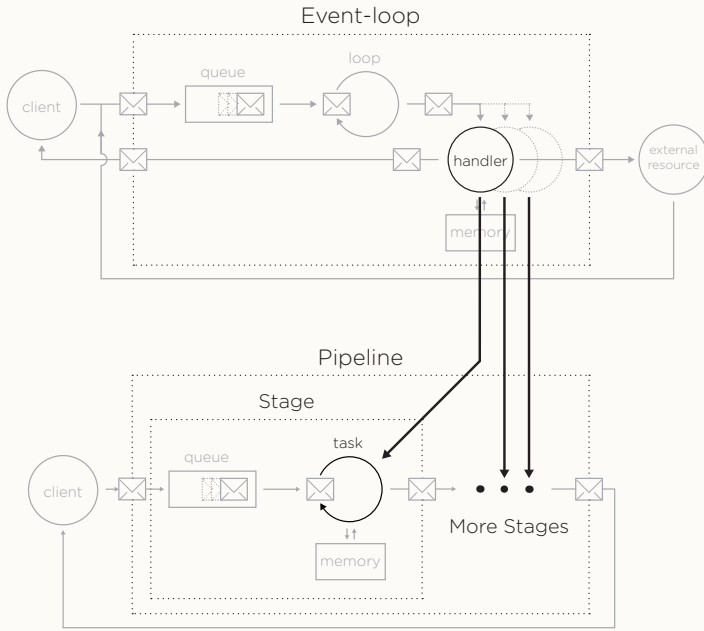 Event-loop
loop
queue
client
handler
external
resource
memory
Pipeline
Stage
task
queue
client
More Stages
memory